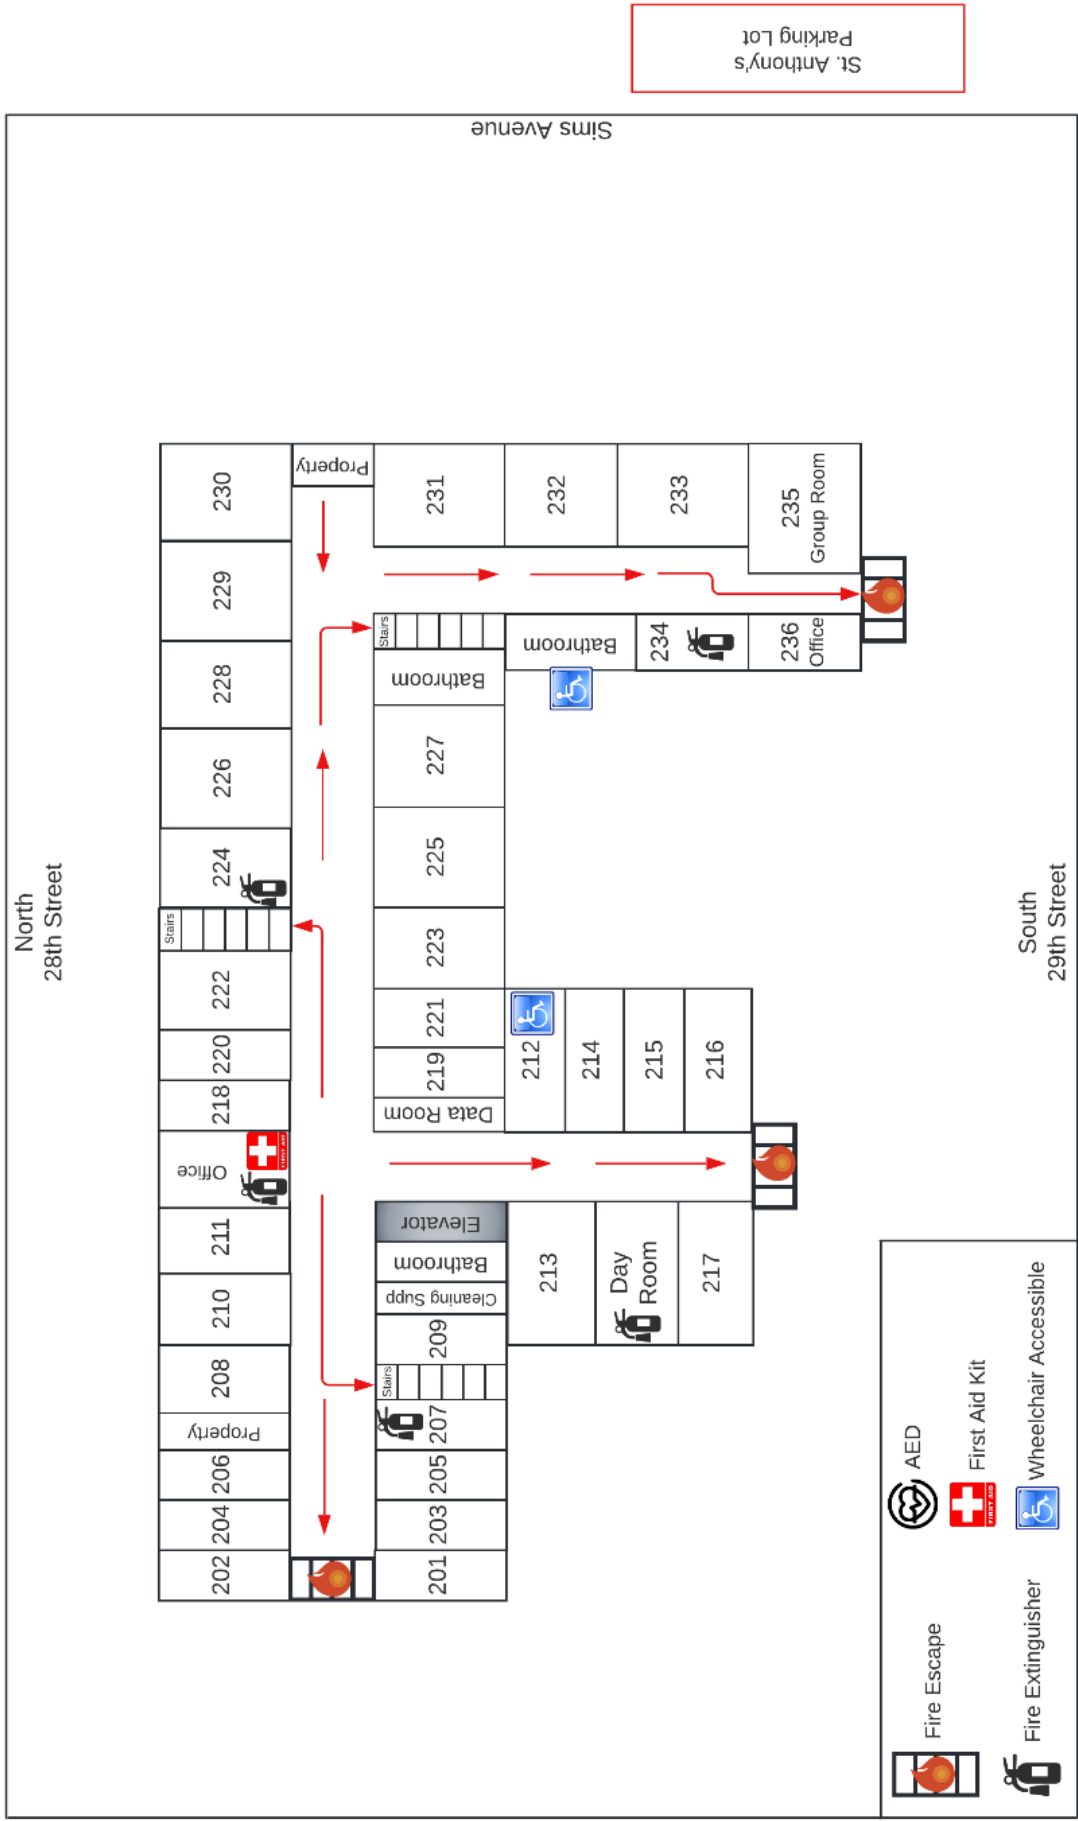 St. Anthony's
Parking Lot
Sims Avenue
North
28th Street
South
29th Street
230
229
228
226
224
Stairs
222
220
218
Office
FIRST AID
211
210
208
Property
206
204
202
Property
231
232
233
235
Group Room
Stairs
Bathroom
234
236
Office
Bathroom
227
225
223
221
219
Data Room
212
214
215
216
Elevator
Bathroom
Cleaning Supp
209
Stairs
207
205
203
201
213
Day
Room
217
AED
First Aid Kit
FIRST AID
Wheelchair Accessible
Fire Escape
Fire Extinguisher